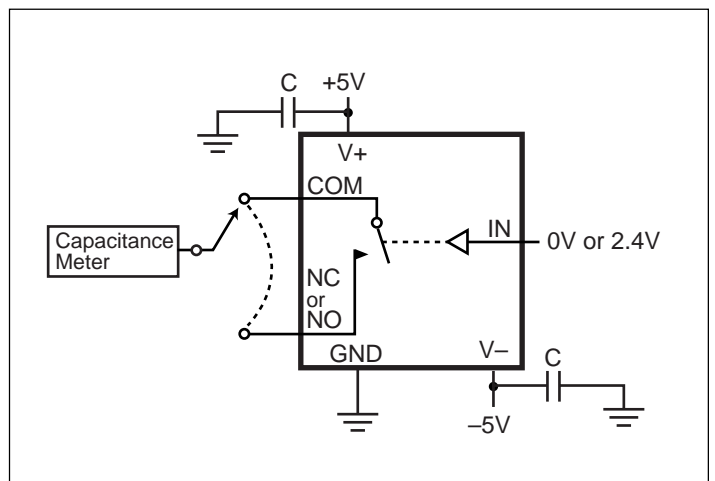 C
+5V
V+
COM
Capacitance
Meter
IN
0V or 2.4V
NC
or
NO
GND
V–
C
–5V